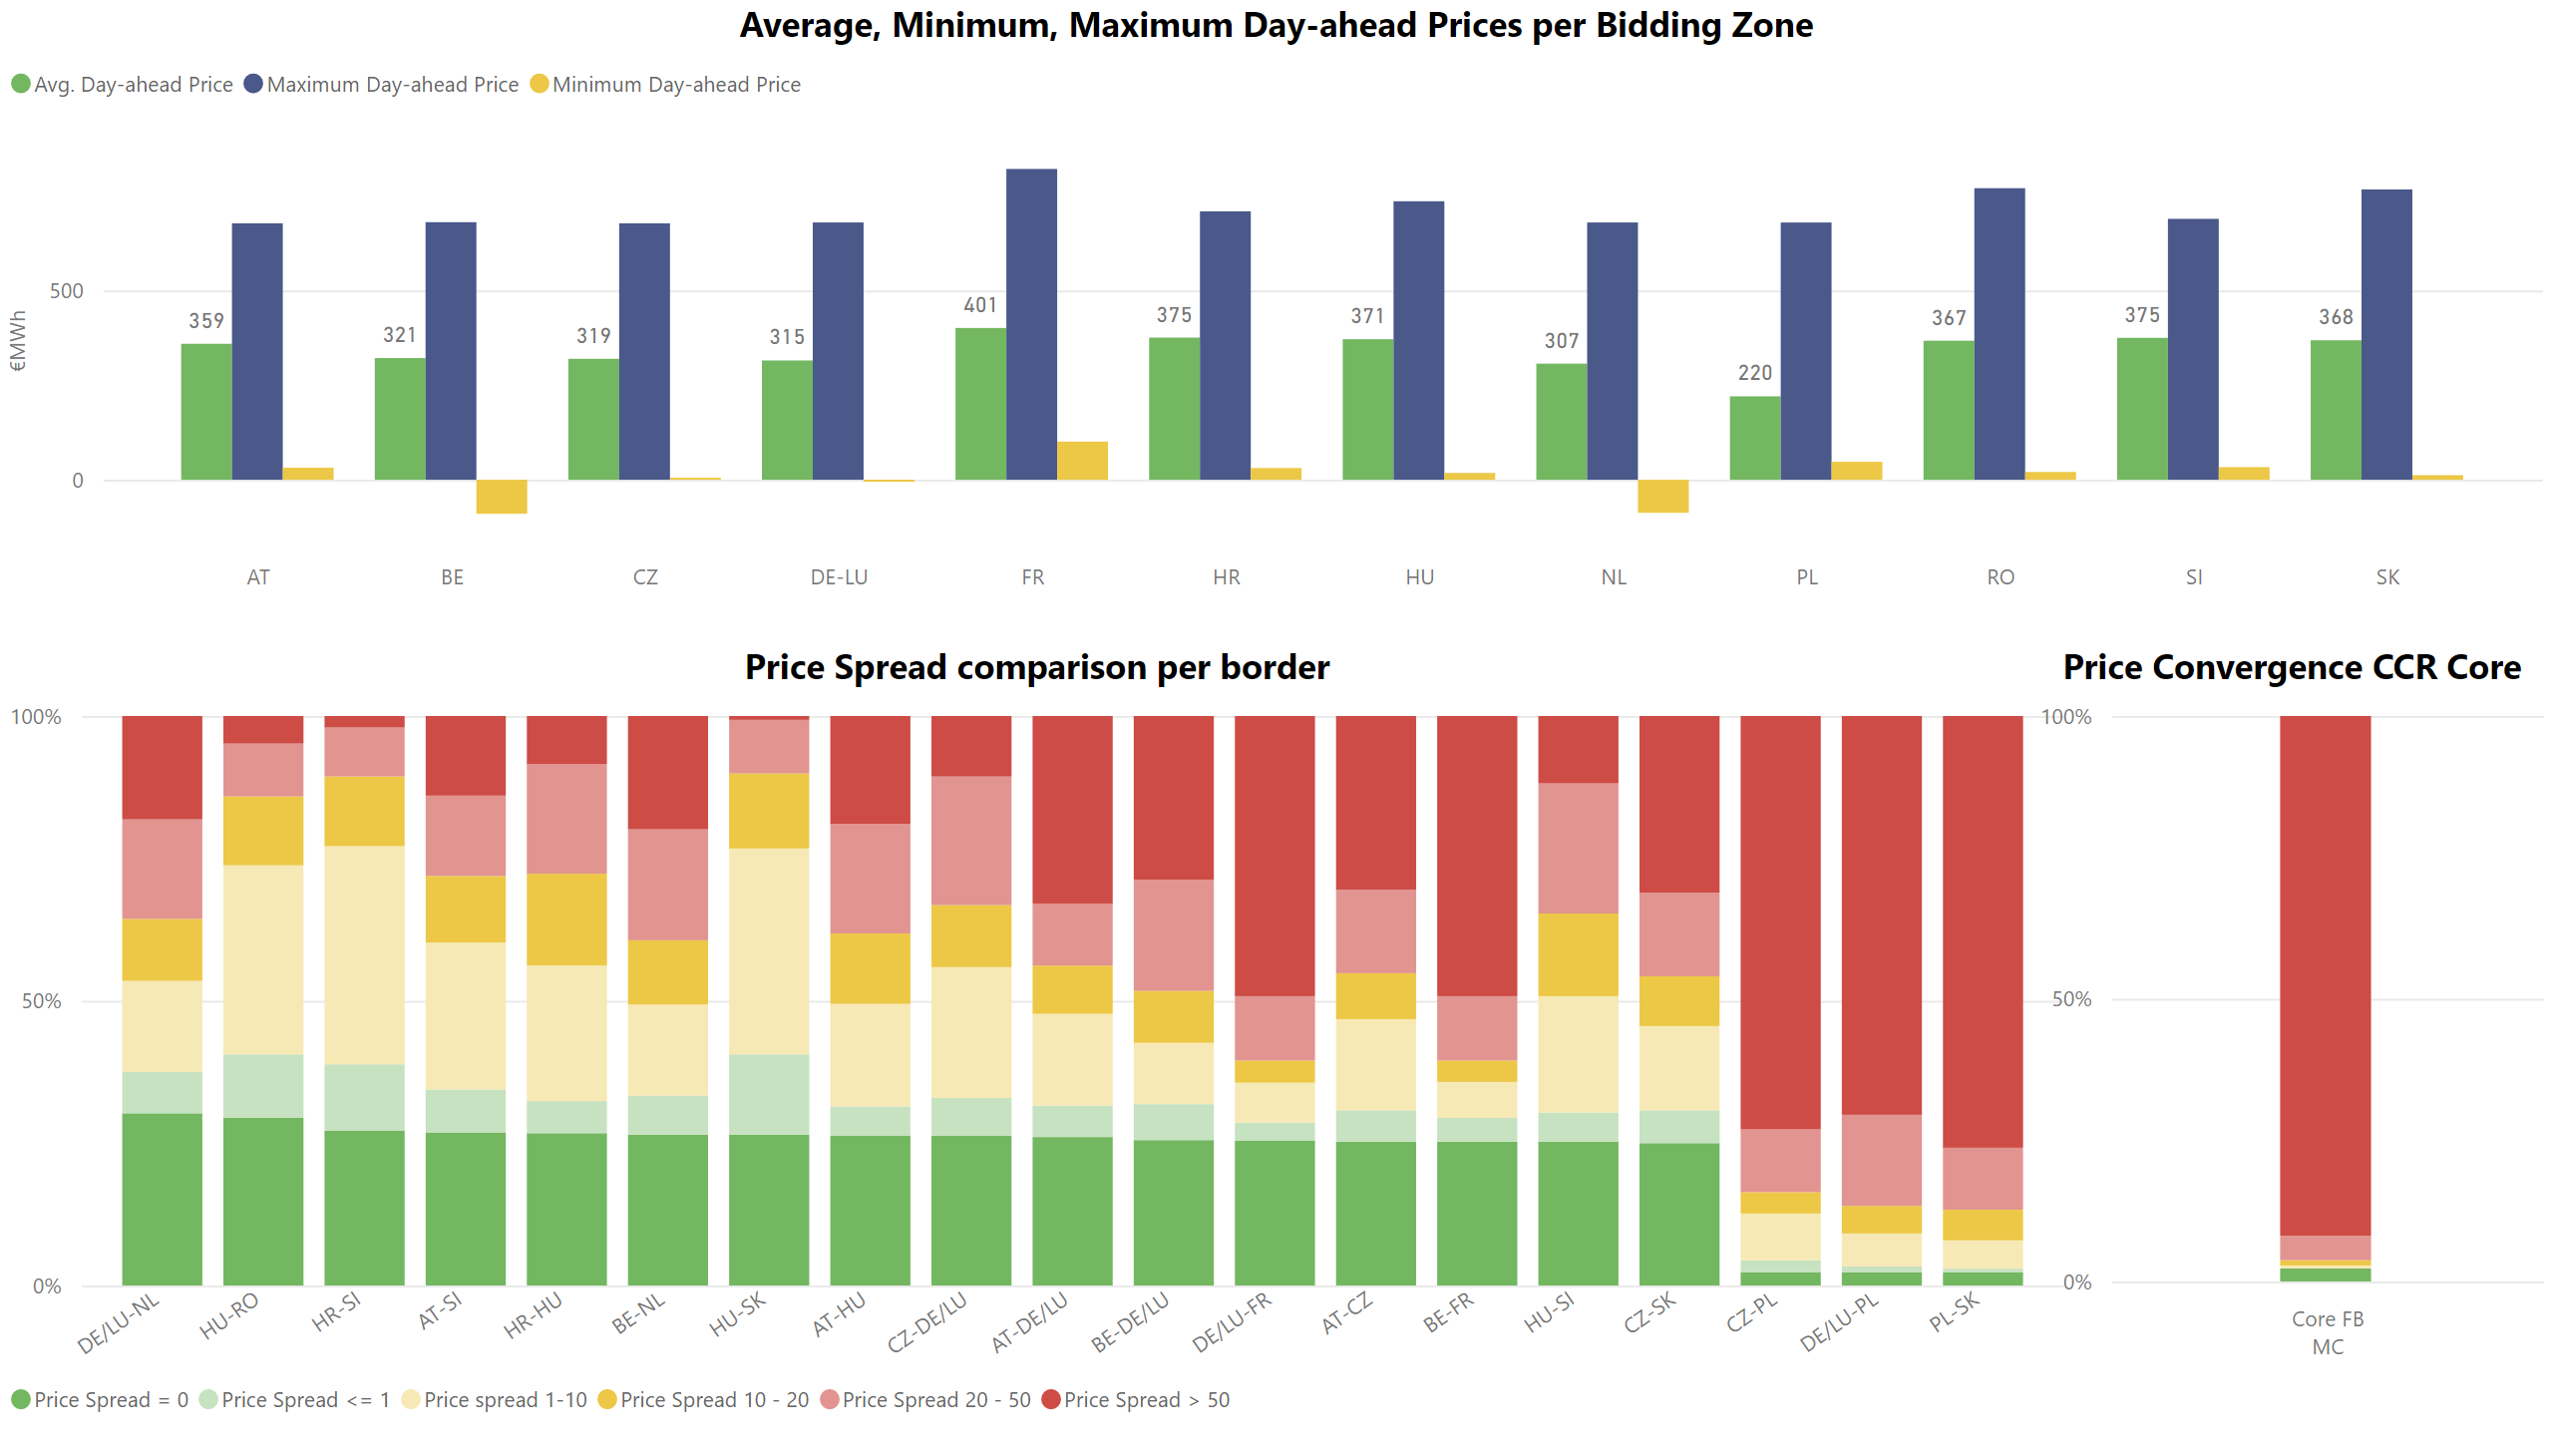 Average, Minimum, Maximum Day-ahead Prices per Bidding Zone
Avg. Day-ahead Price Maximum Day-ahead Price Minimum Day-ahead Price
€MWh
500
0
359 321 319 315 401 375 371 307 220 367 375 368
AT BE CZ DE-LU FR HR HU NL PL RO SI SK
Price Spread comparison per border
100%
50%
0%
DE/LU-NL HU-RO HR-SI AT-SI HR-HU BE-NL HU-SK AT-HU CZ-DE/LU AT-DE/LU BE-DE/LU DE/LU-FR AT-CZ BE-FR HU-SI CZ-SK CZ-PL DE/LU-PL PL-SK
Price Spread = 0 Price Spread <= 1 Price spread 1-10 Price Spread 10 - 20 Price Spread 20 - 50 Price Spread > 50
Price Convergence CCR Core
100%
50%
0%
Core FB
MC